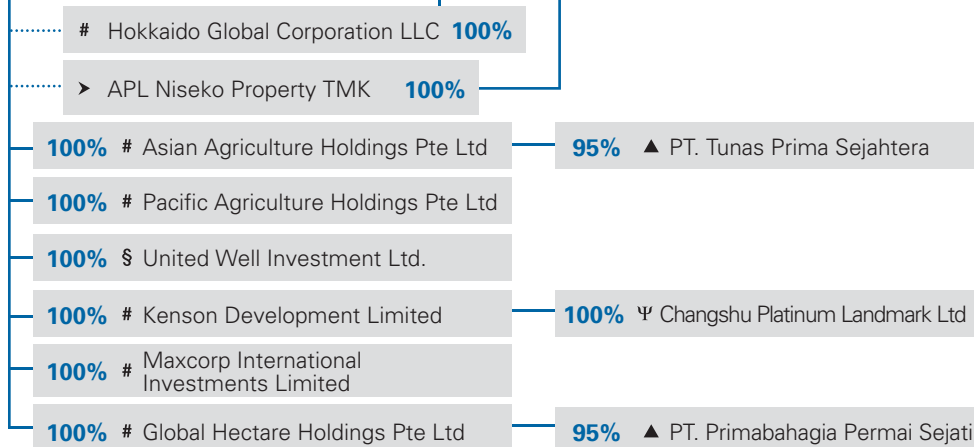 # Hokkaido Global Corporation LLC 100%
➤ APL Niseko Property TMK 100%
100% # Asian Agriculture Holdings Pte Ltd 95% ▲ PT. Tunas Prima Sejahtera
100% # Pacific Agriculture Holdings Pte Ltd
100% § United Well Investment Ltd.
100% # Kenson Development Limited 100% Ψ Changshu Platinum Landmark Ltd
100% # Maxcorp International
Investments Limited
100% # Global Hectare Holdings Pte Ltd 95% ▲ PT. Primabahagia Permai Sejati